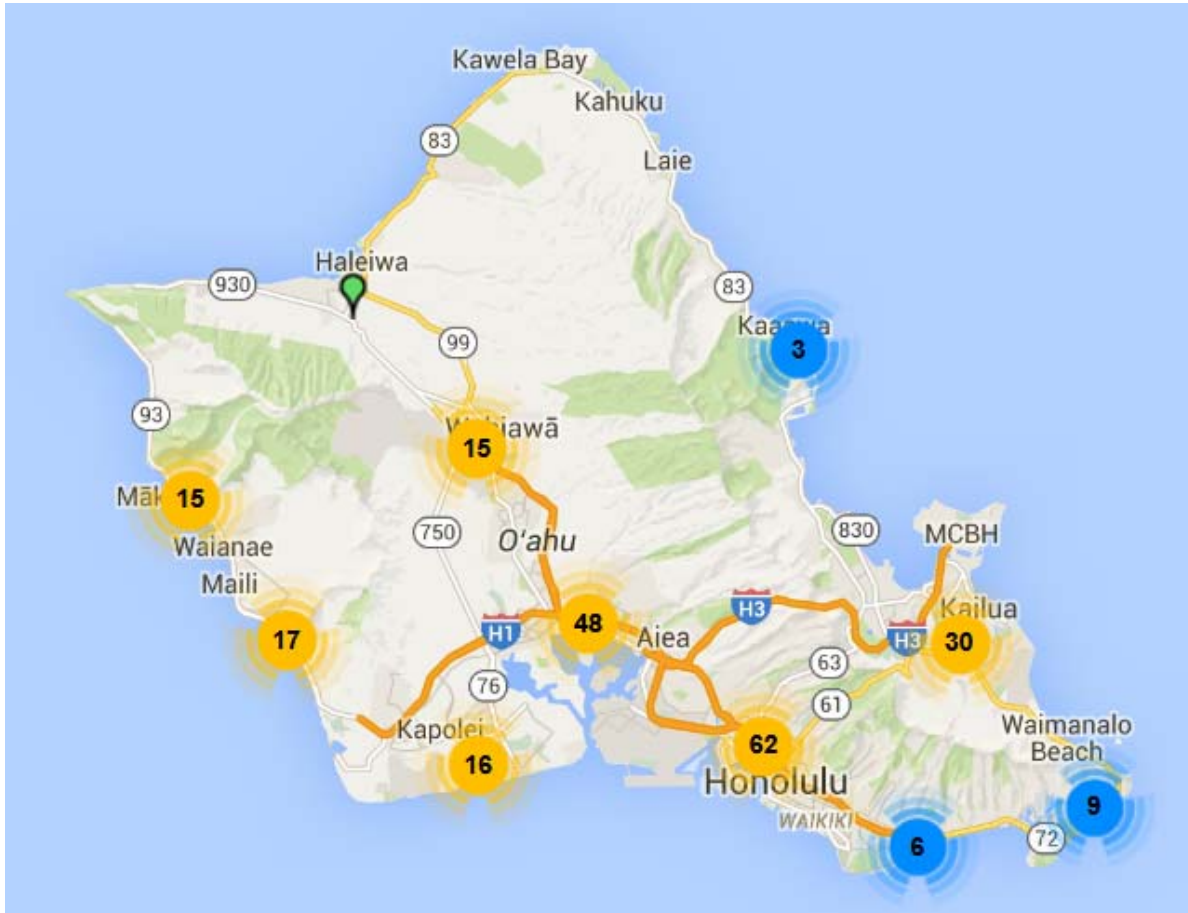 Kawela Bay
Kahuku
83
Laie
Haleiwa
930
83
99
3
93
15
15
Waianae
750
O'ahu
830
MCBH
Maili
H3
Kailua
17
H1
48
Aiea
H3
30
63
76
61
Kapolei
62
Waimanalo
Beach
16
Honolulu
WAIKIKI
9
6
72